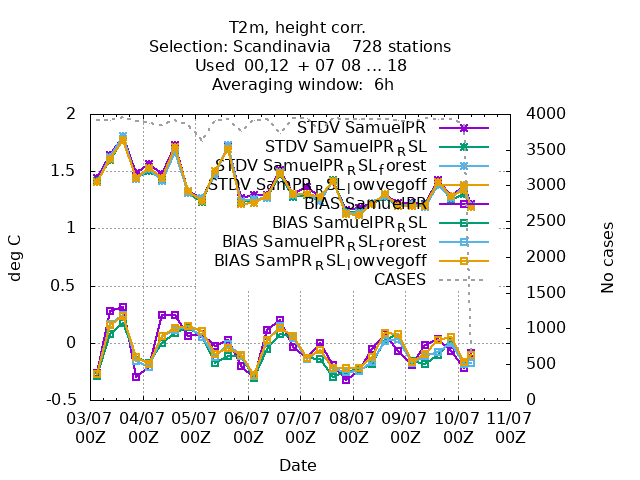 T2m, height corr.
Selection: Scandinavia 728 stations
Used 00,12 + 07 08 ... 18
Averaging window: 6h
2
1.5
1
0.5
0
-0.5
deg C
4000
3500
3000
2500
2000
1500
1000
500
0
No cases
STDV SamuelPR
STDV SamuelPR_RSL
STDV SamuelPR_RSL_forest
STDV SamPR_RSL_lowvegoff
BIAS SamuelPR
BIAS SamuelPR_RSL
BIAS SamuelPR_RSL_forest
BIAS SamPR_RSL_lowvegoff
CASES
03/07 04/07 05/07 06/07 07/07 08/07 09/07 10/07 11/07
00Z 00Z 00Z 00Z 00Z 00Z 00Z 00Z 00Z
Date